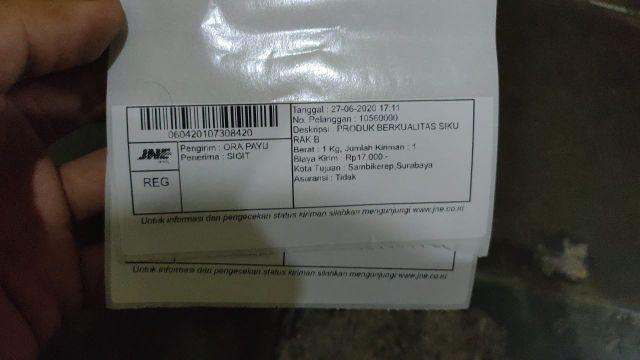 060420107308420
JNE
REG
Pengirim : ORA PAYU
Penerima : SIGIT
Tanggal : 27-06-2020 17:11
No. Pelanggan : 10560000
Deskripsi : PRODUK BERKUALITAS SIKU
RAK B
Berat : 1 Kg, Jumlah Kiriman : 1
Biaya Kirim : Rp17.000,-
Kota Tujuan : Sambikerep,Surabaya
Asuransi : Tidak
Untuk informasi dan pengecekan status kiriman silahkan mengunjungi www.jne.co.id
Untuk informasi dan pengecekan status kiriman silahkan mengunjungi www.jne.co.id